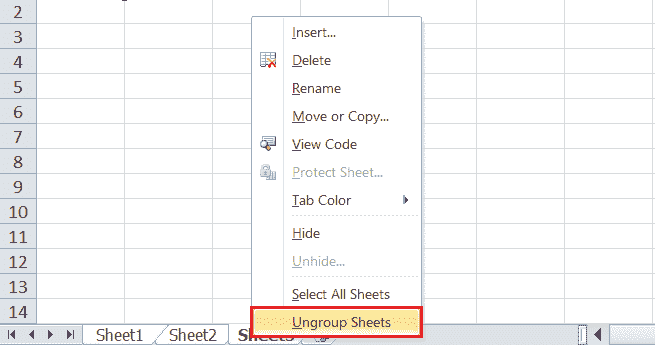 2
3
4
5
6
7
8
9
10
11
12
13
14
Insert...
Delete
Rename
Move or Copy...
View Code
Protect Sheet...
Tab Color
Hide
Unhide...
Select All Sheets
Ungroup Sheets
Sheet1 Sheet2